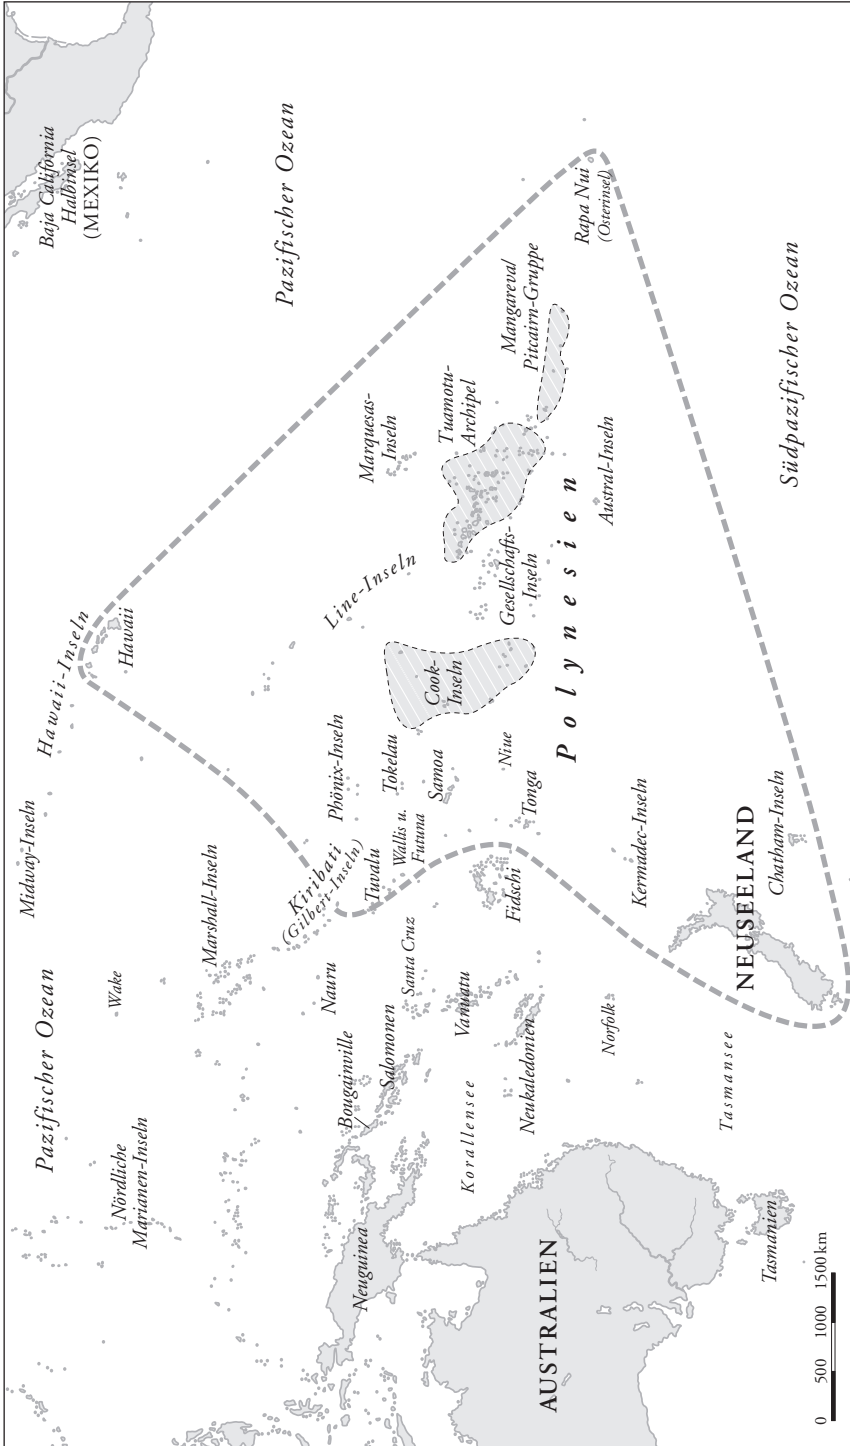 Baja California
Halbinsel
(MEXIKO)
Pazifischer Ozean
Hawaii-Inseln
Hawaii
Midway-Inseln
Pazifischer Ozean
Wake
Marshall-Inseln
Nördliche
Marianen-Inseln
Line-Inseln
Marquesas-
Inseln
Tuamotu-
Archipel
Mangareva/
Pitcairn-Gruppe
Rapa Nui
(Osterinsel)
Kiribati
(Gilbert-Inseln)
Phönix-Inseln
Tokelau
Cook-
Inseln
Gesellschafts-
Inseln
Austral-Inseln
Nauru
Tuvalu
Wallis u.
Futuna
Samoa
Niue
Tonga
Polynesien
Bougainville
Salomonen
Santa Cruz
Vanuatu
Fidschi
Neuguinea
Korallensee
Neukaledonien
Norfolk
Kermadec-Inseln
Südpazifischer Ozean
AUSTRALIEN
Tasmansee
NEUSEELAND
Chatham-Inseln
Tasmanien
0 500 1000 1500 km